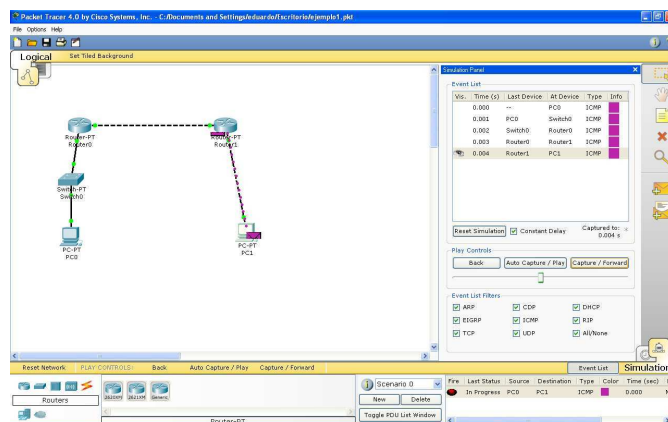 Packet Tracer 4.0 by Cisco Systems, Inc. - C:/Documents and Settings/eduardo/Escritorio/ejemplo1.pkt
File Options Help
Logical Set Tiled Background
Router-PT
Router0
Router-PT
Router1
Switch-PT
Switch0
PC-PT
PC0
PC-PT
PC1
Simulation Panel
Event List
Vis. Time (s) Last Device At Device Type Info
0.000 -- PC0 ICMP
0.001 PC0 Switch0 ICMP
0.002 Switch0 Router0 ICMP
0.003 Router0 Router1 ICMP
0.004 Router1 PC1 ICMP
Reset Simulation Constant Delay Captured to:
0.004 s
Play Controls
Back Auto Capture / Play Capture / Forward
Event List Filters
ARP CDP DHCP
EIGRP ICMP RIP
TCP UDP All/None
Reset Network PLAY CONTROLS: Back Auto Capture / Play Capture / Forward Event List Simulation
Routers
2620XM 2621XM Generic
Router-PT
Scenario 0
New Delete
Toggle PDU List Window
Fire Last Status Source Destination Type Color Time (sec)
In Progress PC0 PC1 ICMP 0.000